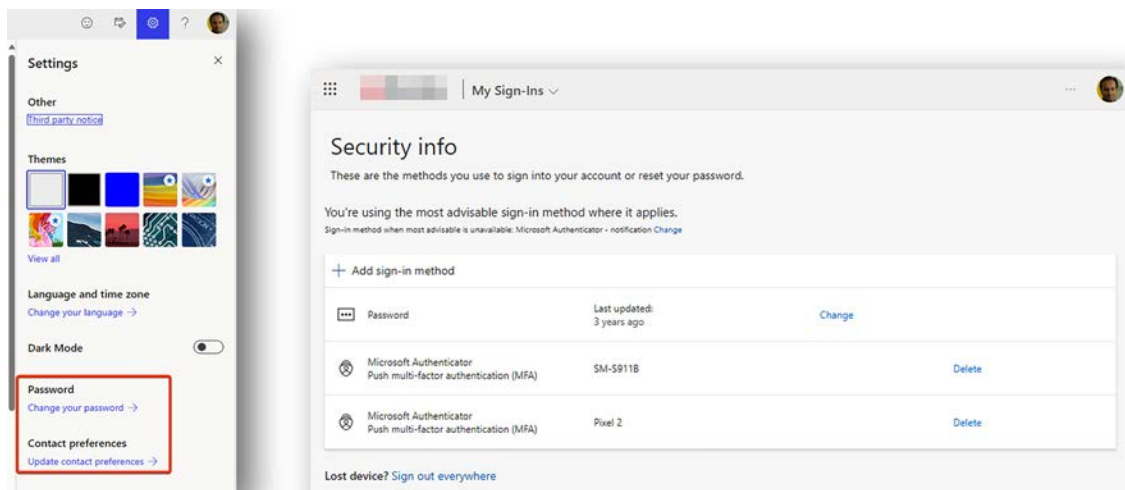 Settings
Other
Third party notice
Themes
View all
Language and time zone
Change your language →
Dark Mode
Password
Change your password →
Contact preferences
Update contact preferences →
My Sign-Ins
Security info
These are the methods you use to sign into your account or reset your password.
You're using the most advisable sign-in method where it applies.
Sign-in method when most advisable is unavailable: Microsoft Authenticator - notification Change
+ Add sign-in method
Password
Last updated:
3 years ago
Change
Microsoft Authenticator
Push multi-factor authentication (MFA)
SM-S911B
Delete
Microsoft Authenticator
Push multi-factor authentication (MFA)
Pixel 2
Delete
Lost device? Sign out everywhere